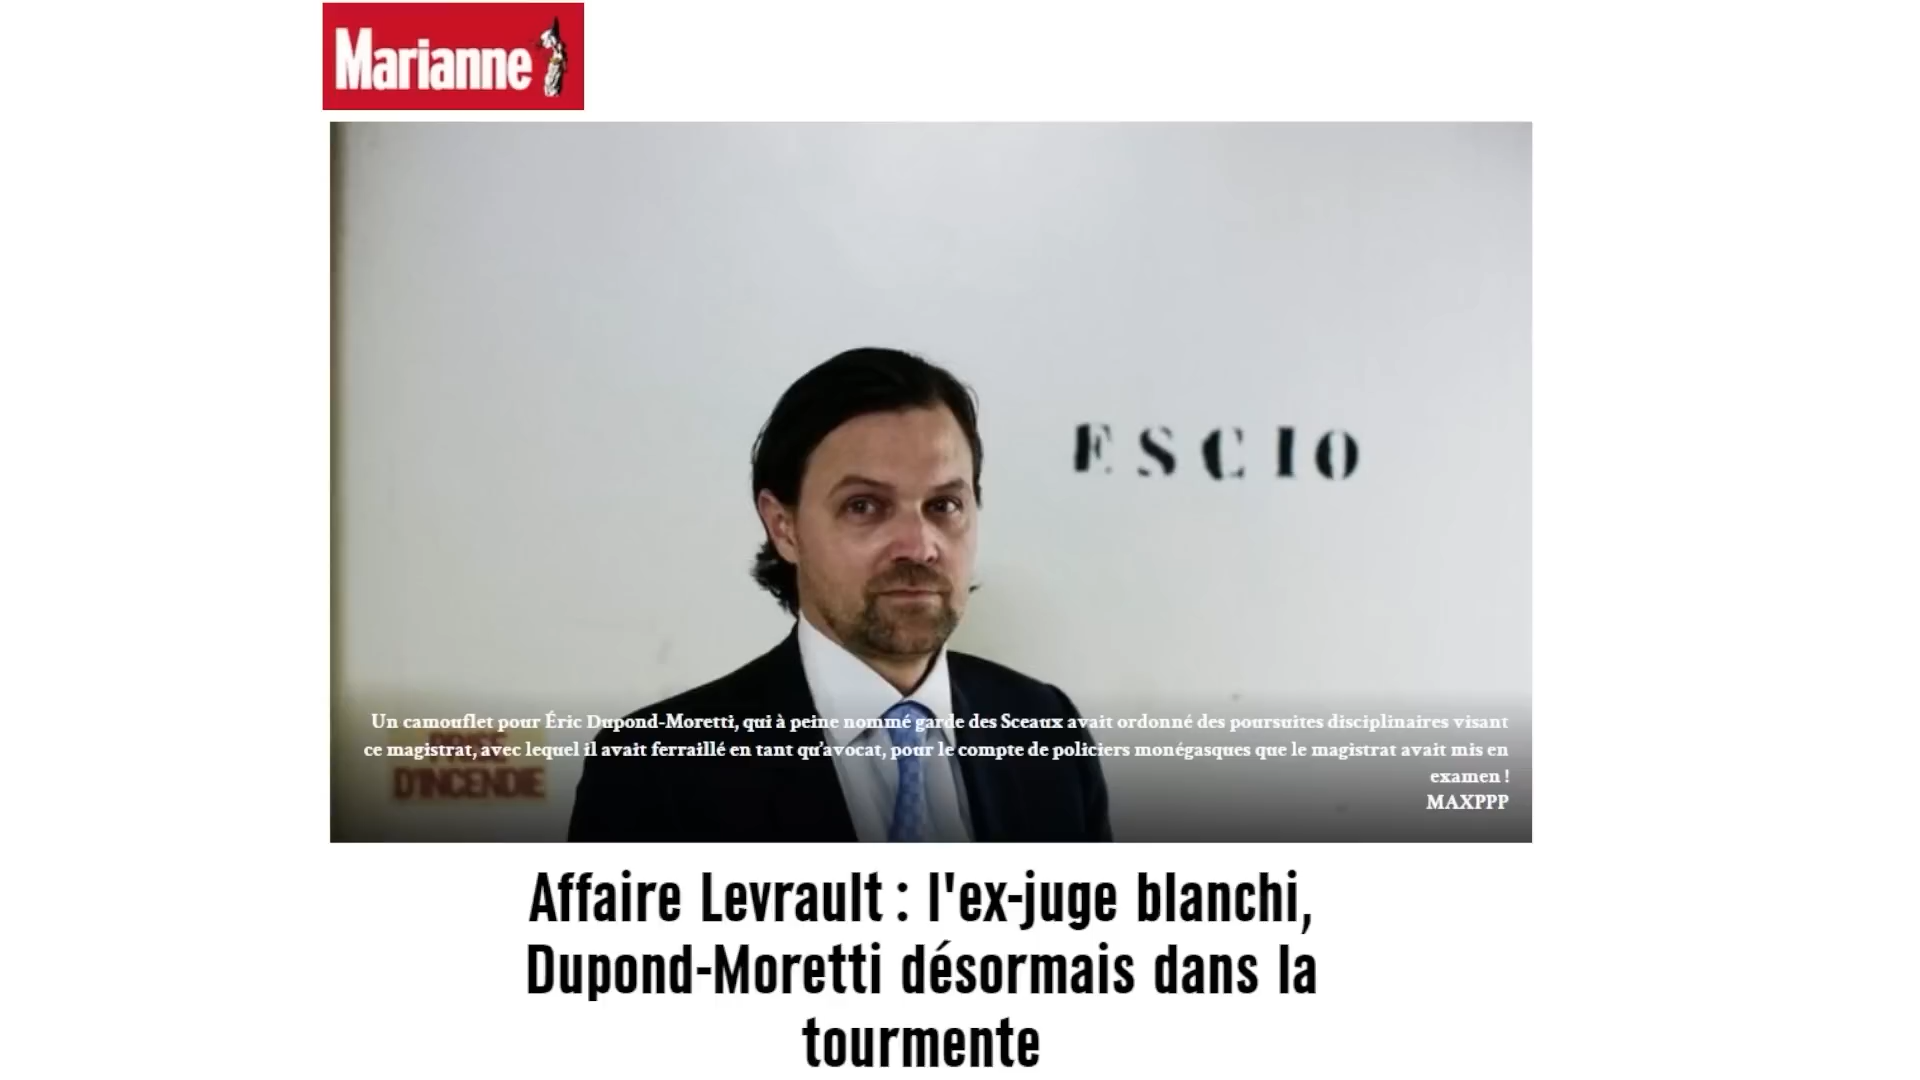 Marianne
ESCIO
Un camouflet pour Éric Dupond-Moretti, qui à peine nommé garde des Sceaux avait ordonné des poursuites disciplinaires visant
ce magistrat, avec lequel il avait ferraillé en tant qu'avocat, pour le compte de policiers monégasques que le magistrat avait mis en
examen !
MAXPPP
PRISE
D'INCENDIE
Affaire Levrault : l'ex-juge blanchi,
Dupond-Moretti désormais dans la
tourmente